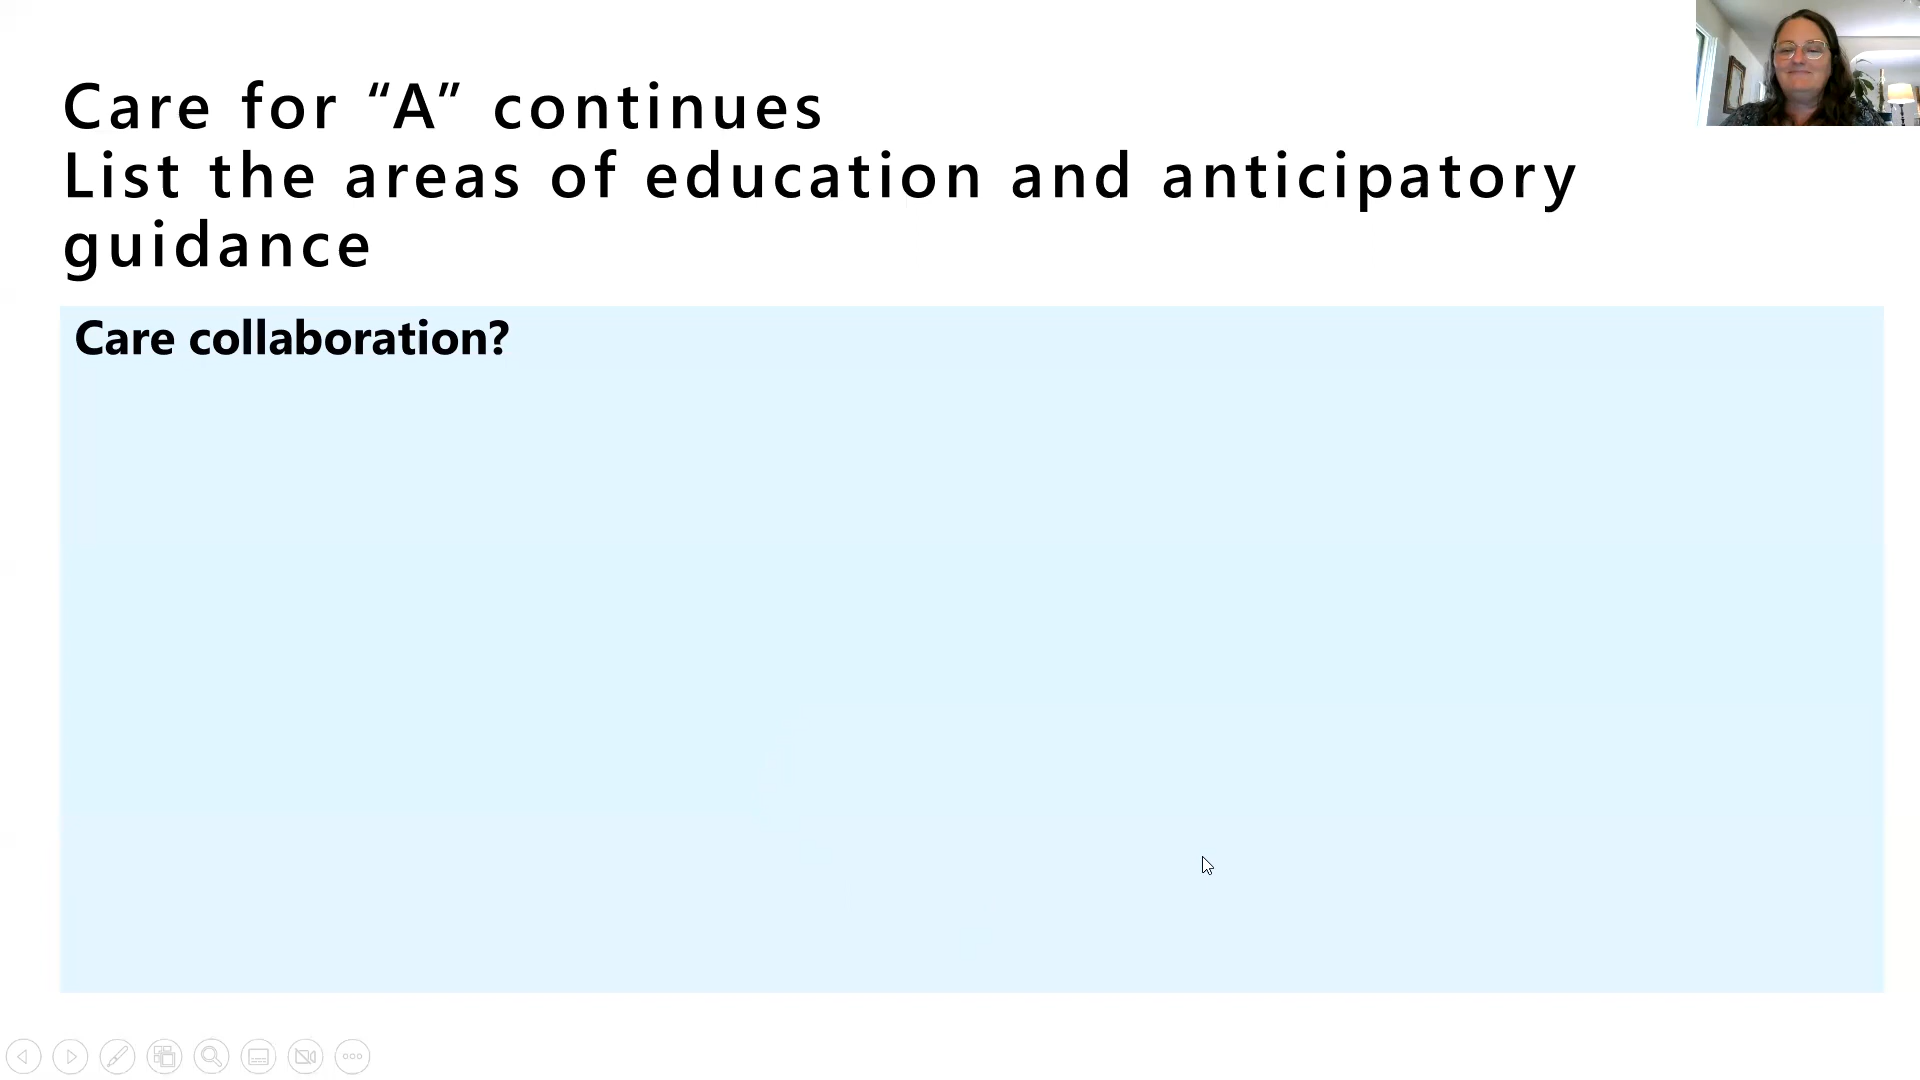 Care for “A” continues
List the areas of education and anticipatory
guidance
Care collaboration?